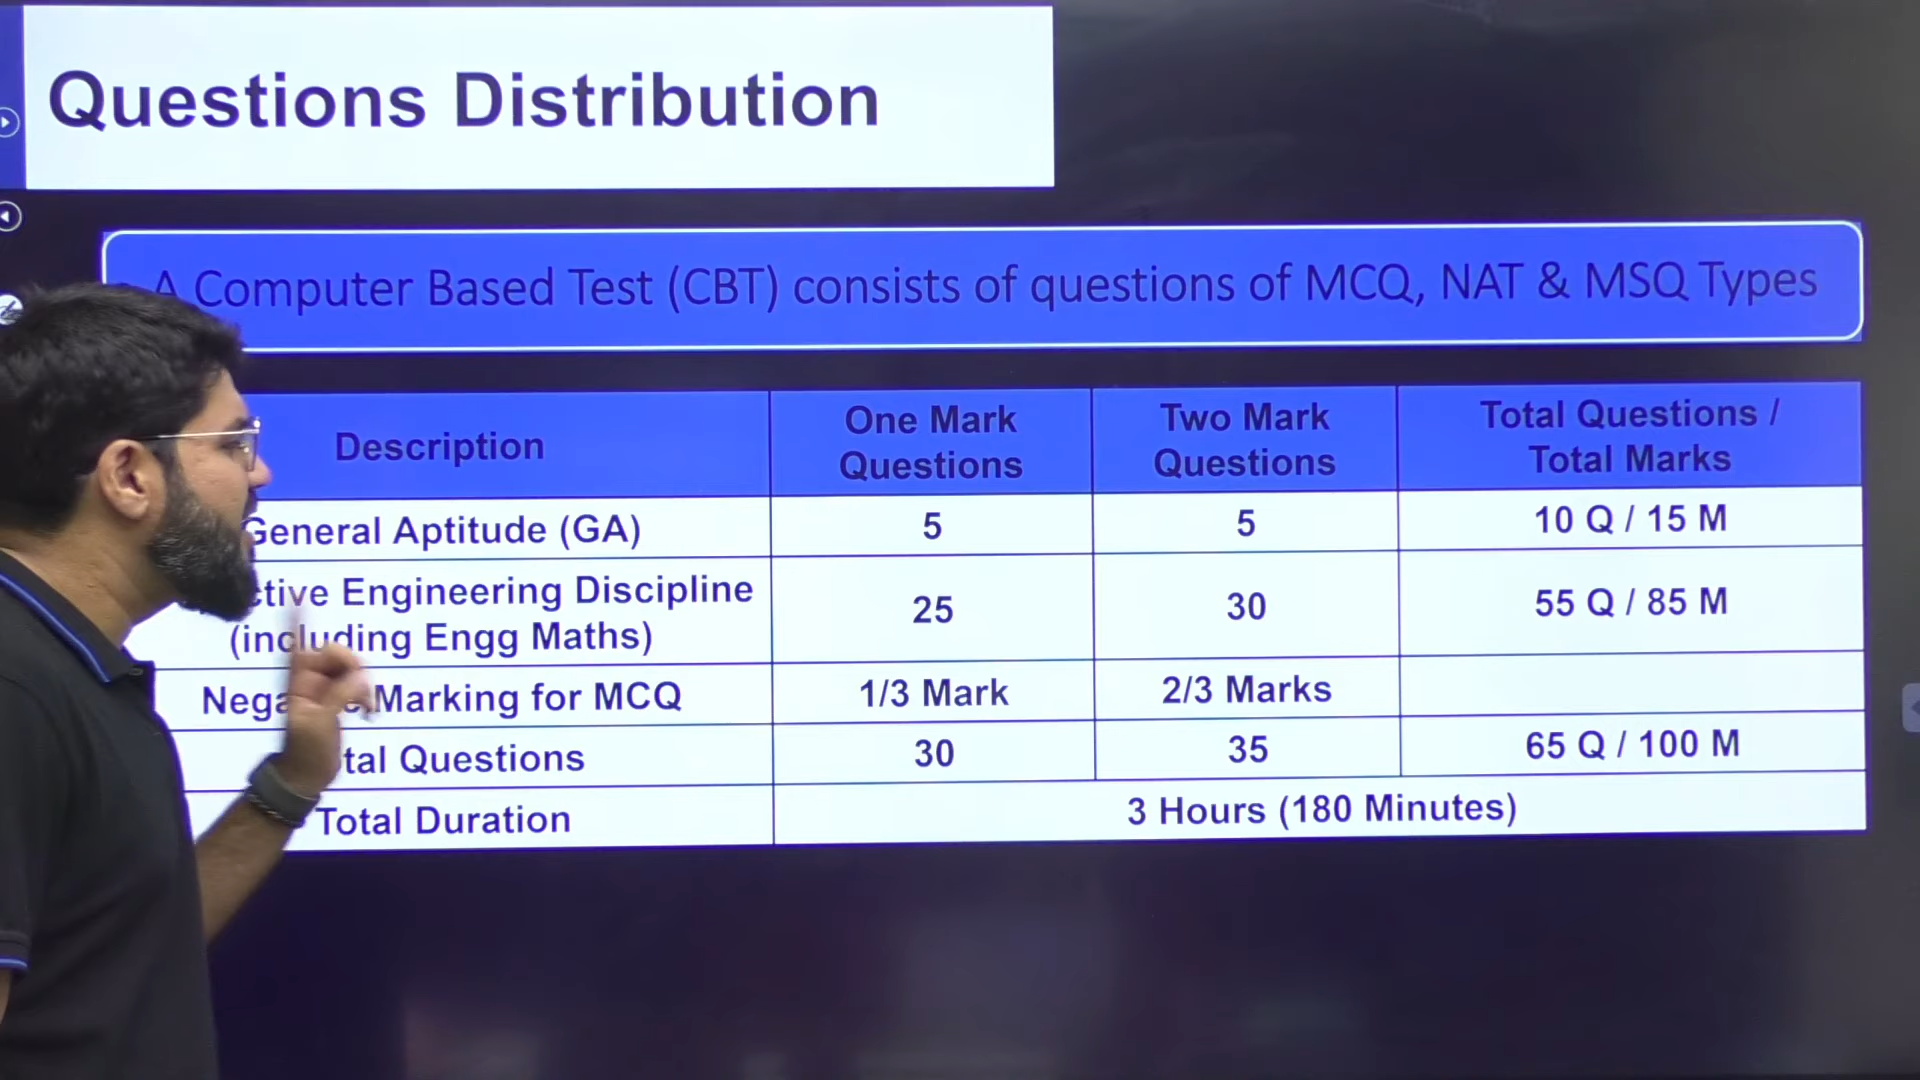 Questions Distribution
A Computer Based Test (CBT) consists of questions of MCQ, NAT & MSQ Types
Description
One Mark Questions
Two Mark Questions
Total Questions / Total Marks
General Aptitude (GA)
5
5
10 Q / 15 M
Engineering Discipline
(including Engg Maths)
25
30
55 Q / 85 M
Marking for MCQ
1/3 Mark
2/3 Marks
Questions
30
35
65 Q / 100 M
Total Duration
3 Hours (180 Minutes)